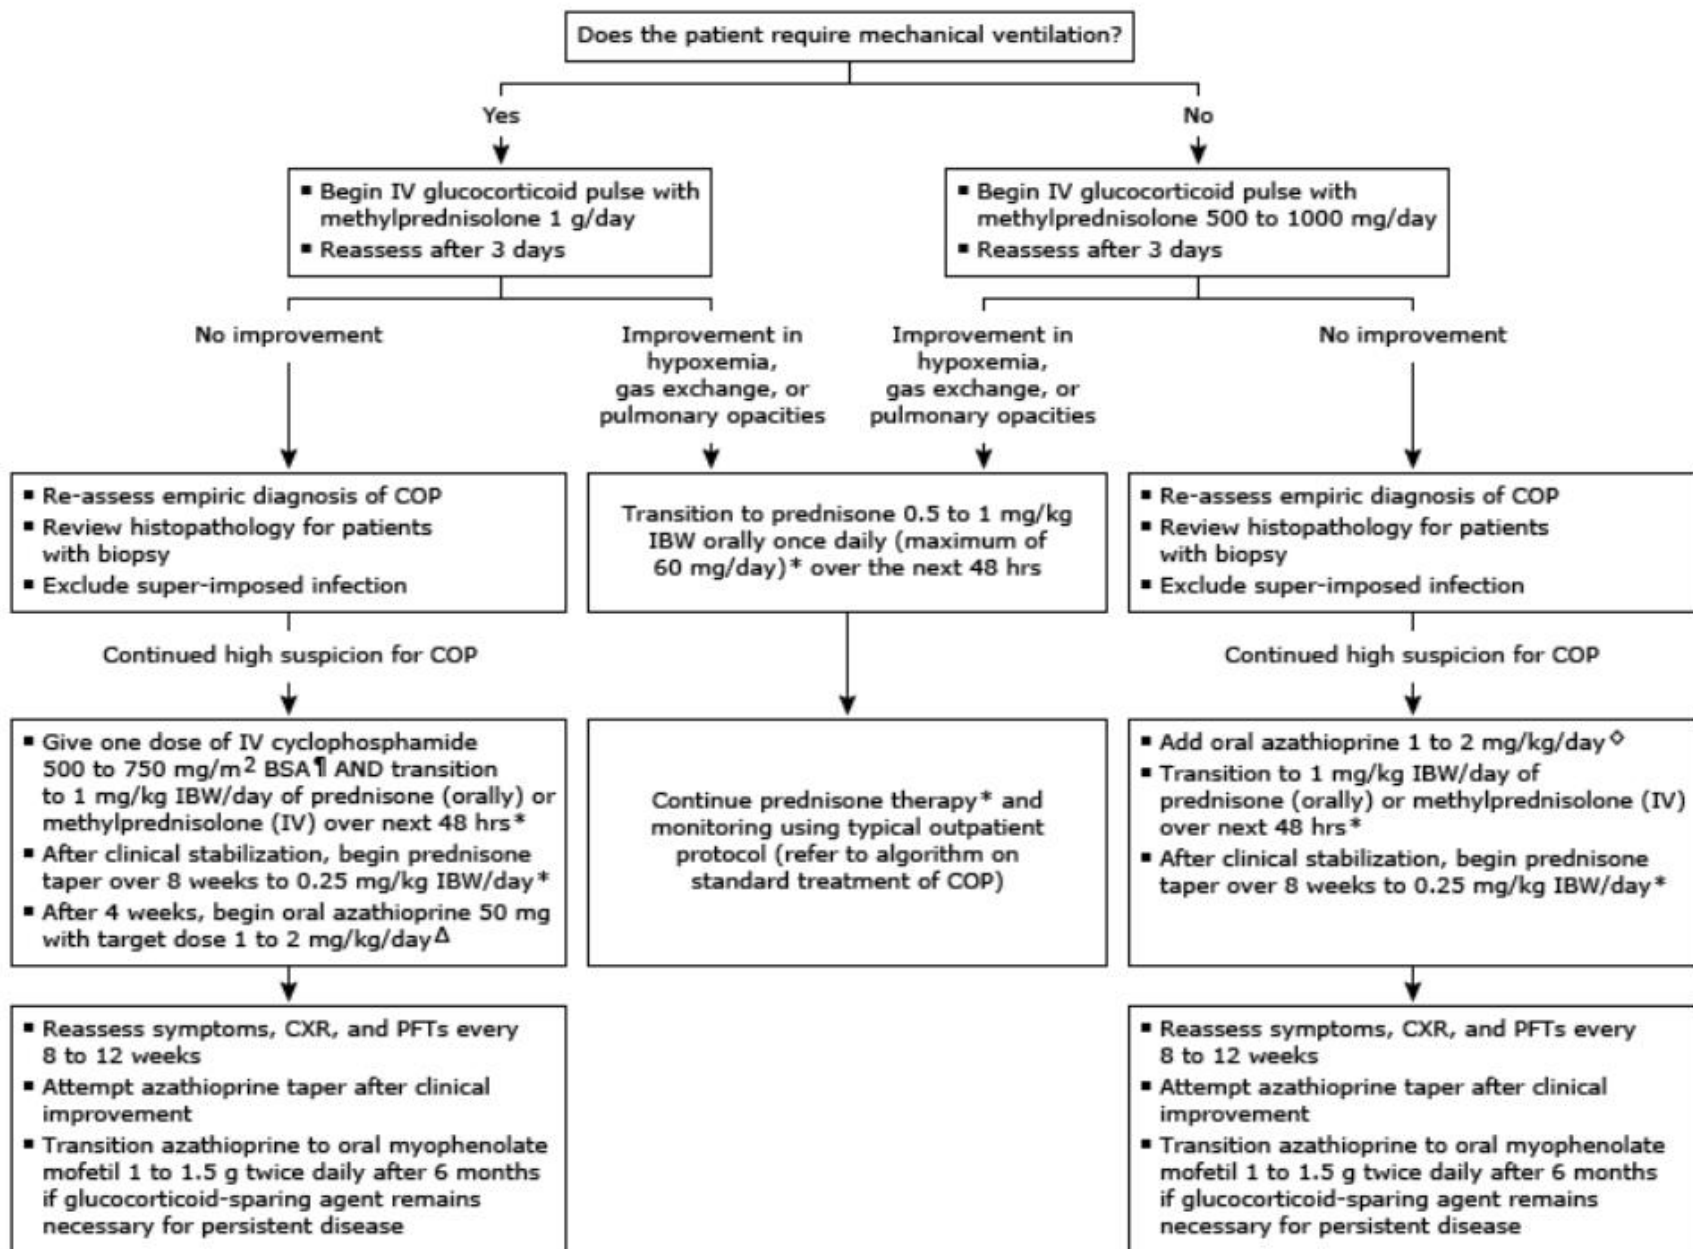 Does the patient require mechanical ventilation?
Yes
No
▪ Begin IV glucocorticoid pulse with
methylprednisolone 1 g/day
▪ Reassess after 3 days
▪ Begin IV glucocorticoid pulse with
methylprednisolone 500 to 1000 mg/day
▪ Reassess after 3 days
No improvement
Improvement in
hypoxemia,
gas exchange, or
pulmonary opacities
Improvement in
hypoxemia,
gas exchange, or
pulmonary opacities
No improvement
▪ Re-assess empiric diagnosis of COP
▪ Review histopathology for patients
with biopsy
▪ Exclude super-imposed infection
Transition to prednisone 0.5 to 1 mg/kg
IBW orally once daily (maximum of
60 mg/day)* over the next 48 hrs
▪ Re-assess empiric diagnosis of COP
▪ Review histopathology for patients
with biopsy
▪ Exclude super-imposed infection
Continued high suspicion for COP
Continued high suspicion for COP
▪ Give one dose of IV cyclophosphamide
500 to 750 mg/m² BSA¶ AND transition
to 1 mg/kg IBW/day of prednisone (orally) or
methylprednisolone (IV) over next 48 hrs*
▪ After clinical stabilization, begin prednisone
taper over 8 weeks to 0.25 mg/kg IBW/day*
▪ After 4 weeks, begin oral azathioprine 50 mg
with target dose 1 to 2 mg/kg/dayΔ
Continue prednisone therapy* and
monitoring using typical outpatient
protocol (refer to algorithm on
standard treatment of COP)
▪ Add oral azathioprine 1 to 2 mg/kg/day◇
▪ Transition to 1 mg/kg IBW/day of
prednisone (orally) or methylprednisolone (IV)
over next 48 hrs*
▪ After clinical stabilization, begin prednisone
taper over 8 weeks to 0.25 mg/kg IBW/day*
▪ Reassess symptoms, CXR, and PFTs every
8 to 12 weeks
▪ Attempt azathioprine taper after clinical
improvement
▪ Transition azathioprine to oral myophenolate
mofetil 1 to 1.5 g twice daily after 6 months
if glucocorticoid-sparing agent remains
necessary for persistent disease
▪ Reassess symptoms, CXR, and PFTs every
8 to 12 weeks
▪ Attempt azathioprine taper after clinical
improvement
▪ Transition azathioprine to oral myophenolate
mofetil 1 to 1.5 g twice daily after 6 months
if glucocorticoid-sparing agent remains
necessary for persistent disease